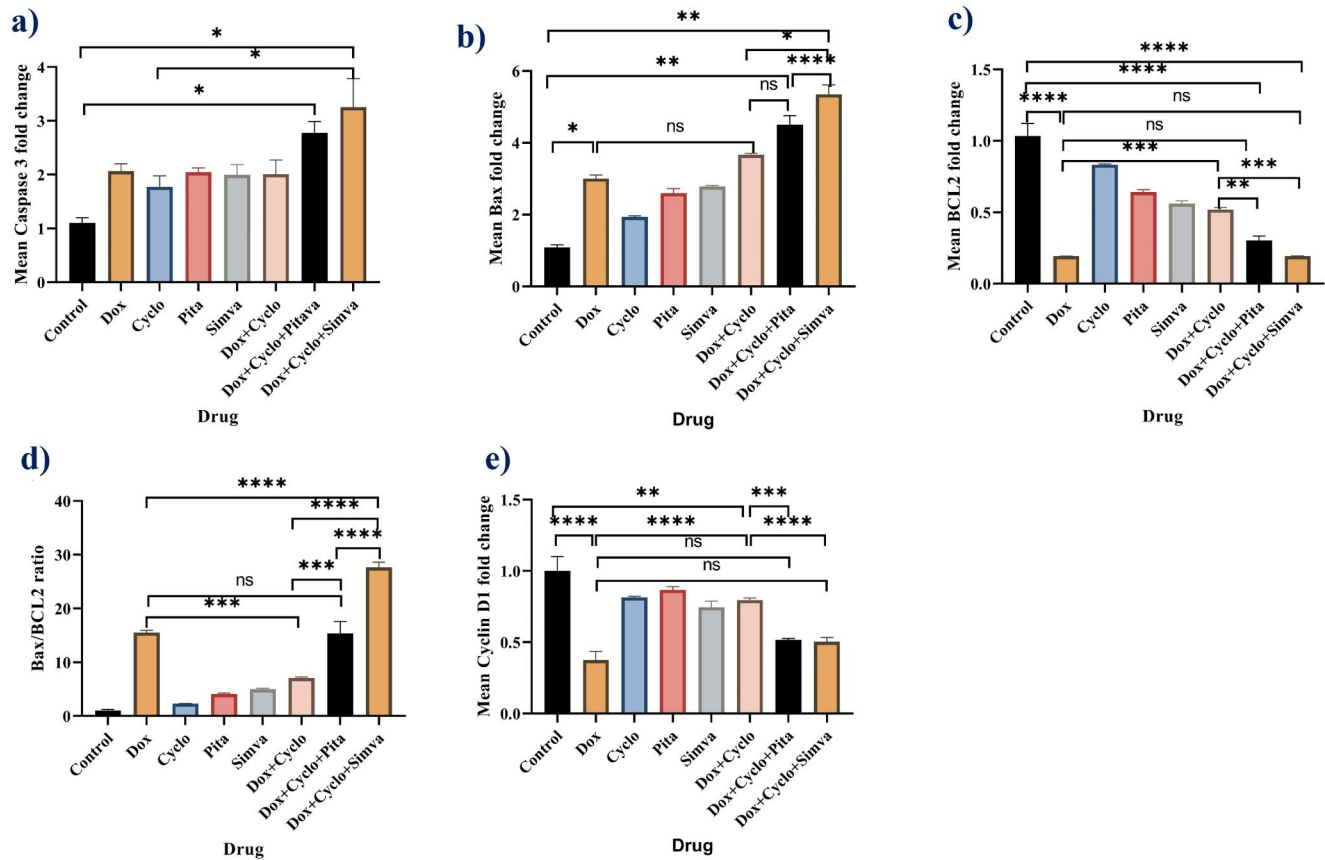 a)
*
*
*
Mean Caspase 3 fold change
4
3
2
1
0
Control
Dox
Cyclo
Pita
Simva
Dox+Cyclo
Dox+Cyclo+Pitava
Dox+Cyclo+Simva
Drug
b)
**
*
**
****
ns
*
ns
Mean Bax fold change
6
4
2
0
Control
Dox
Cyclo
Pita
Simva
Dox+Cyclo
Dox+Cyclo+Pita
Dox+Cyclo+Simva
Drug
c)
****
****
****
ns
ns
***
***
**
Mean BCL2 fold change
1.5
1.0
0.5
0.0
Control
Dox
Cyclo
Pita
Simva
Dox+Cyclo
Dox+Cyclo+Pita
Dox+Cyclo+Simva
Drug
d)
****
****
****
ns
***
***
Bax/BCL2 ratio
40
30
20
10
0
Control
Dox
Cyclo
Pita
Simva
Dox+Cyclo
Dox+Cyclo+Pita
Dox+Cyclo+Simva
Drug
e)
**
***
****
****
****
ns
ns
Mean Cyclin D1 fold change
1.5
1.0
0.5
0.0
Control
Dox
Cyclo
Pita
Simva
Dox+Cyclo
Dox+Cyclo+Pita
Dox+Cyclo+Simva
Drug